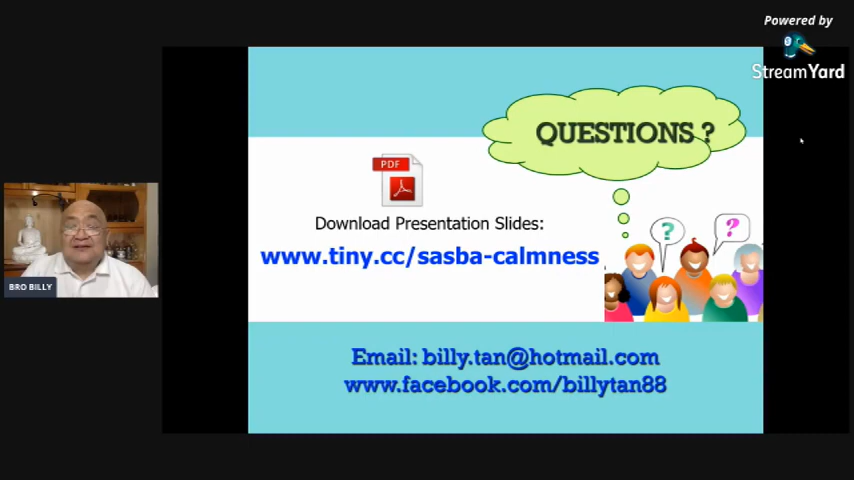 Powered by
StreamYard
QUESTIONS ?
?
?
PDF
Download Presentation Slides:
www.tiny.cc/sasba-calmness
BRO BILLY
Email: billy.tan@hotmail.com
www.facebook.com/billytan88